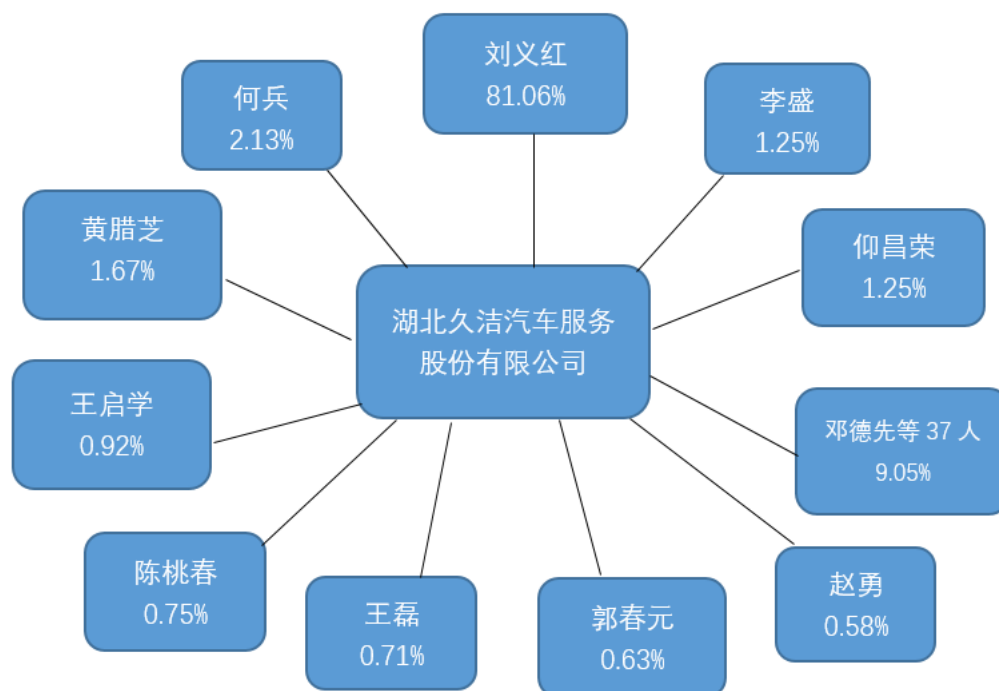 刘义红
81.06%
何兵
2.13%
李盛
1.25%
黄腊芝
1.67%
仰昌荣
1.25%
湖北久洁汽车服务
股份有限公司
王启学
0.92%
邓德先等 37 人
9.05%
陈桃春
0.75%
王磊
0.71%
郭春元
0.63%
赵勇
0.58%